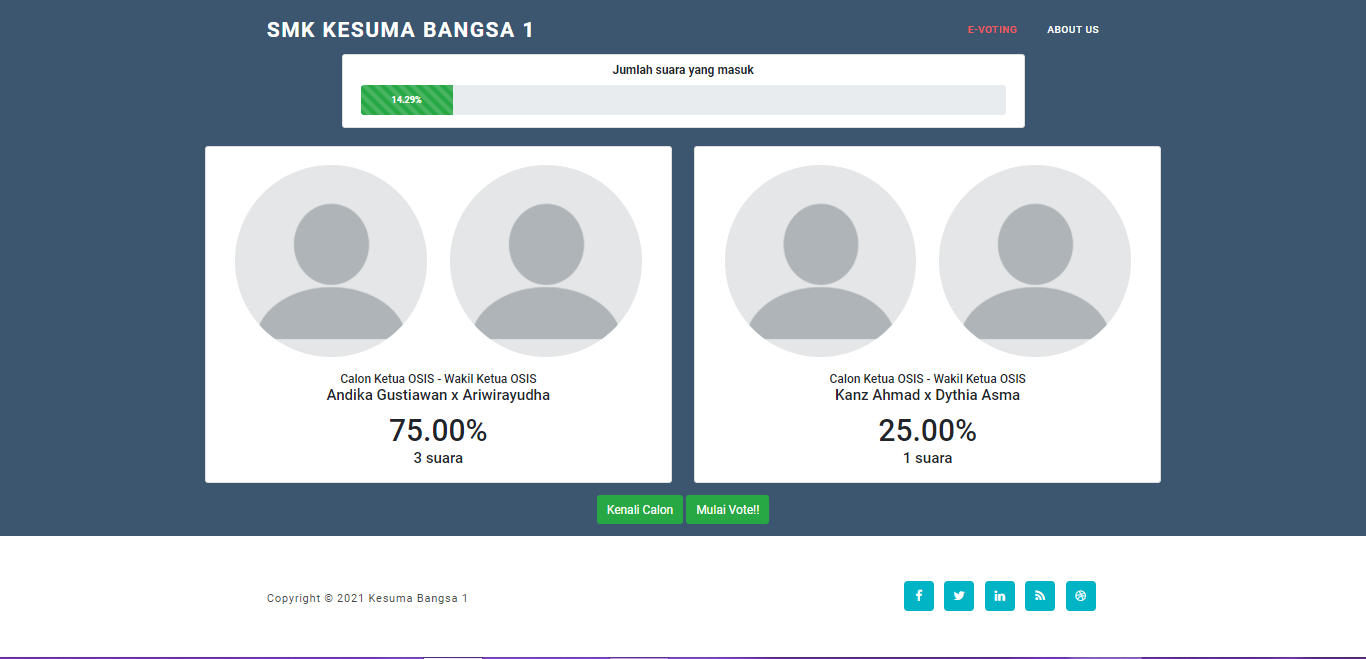 SMK KESUMA BANGSA 1
E-VOTING
ABOUT US
Jumlah suara yang masuk
14.29%
Calon Ketua OSIS - Wakil Ketua OSIS
Andika Gustiawan x Ariwirayudha
75.00%
3 suara
Calon Ketua OSIS - Wakil Ketua OSIS
Kanz Ahmad x Dythia Asma
25.00%
1 suara
Kenali Calon
Mulai Vote!!
Copyright © 2021 Kesuma Bangsa 1